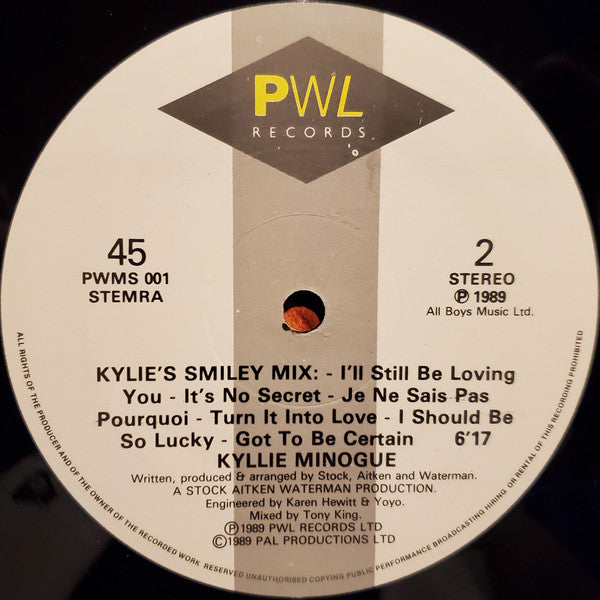 PWL
RECORDS
45
PWMS 001
STEMRA
2
STEREO
Ⓟ 1989
All Boys Music Ltd.
KYLIE'S SMILEY MIX: - I'll Still Be Loving
You - It's No Secret - Je Ne Sais Pas
Pourquoi - Turn It Into Love - I Should Be
So Lucky - Got To Be Certain 6'17
KYLLIE MINOGUE
Written, produced & arranged by Stock, Aitken and Waterman.
A STOCK AITKEN WATERMAN PRODUCTION.
Engineered by Karen Hewitt & Yoyo.
Mixed by Tony King.
Ⓟ1989 PWL RECORDS LTD
©1989 PAL PRODUCTIONS LTD
ALL RIGHTS OF THE PRODUCER AND OF THE OWNER OF THE RECORDED WORK RESERVED UNAUTHORISED COPYING PUBLIC PERFORMANCE BROADCASTING HIRING OR RENTAL OF THIS RECORDING PROHIBITED